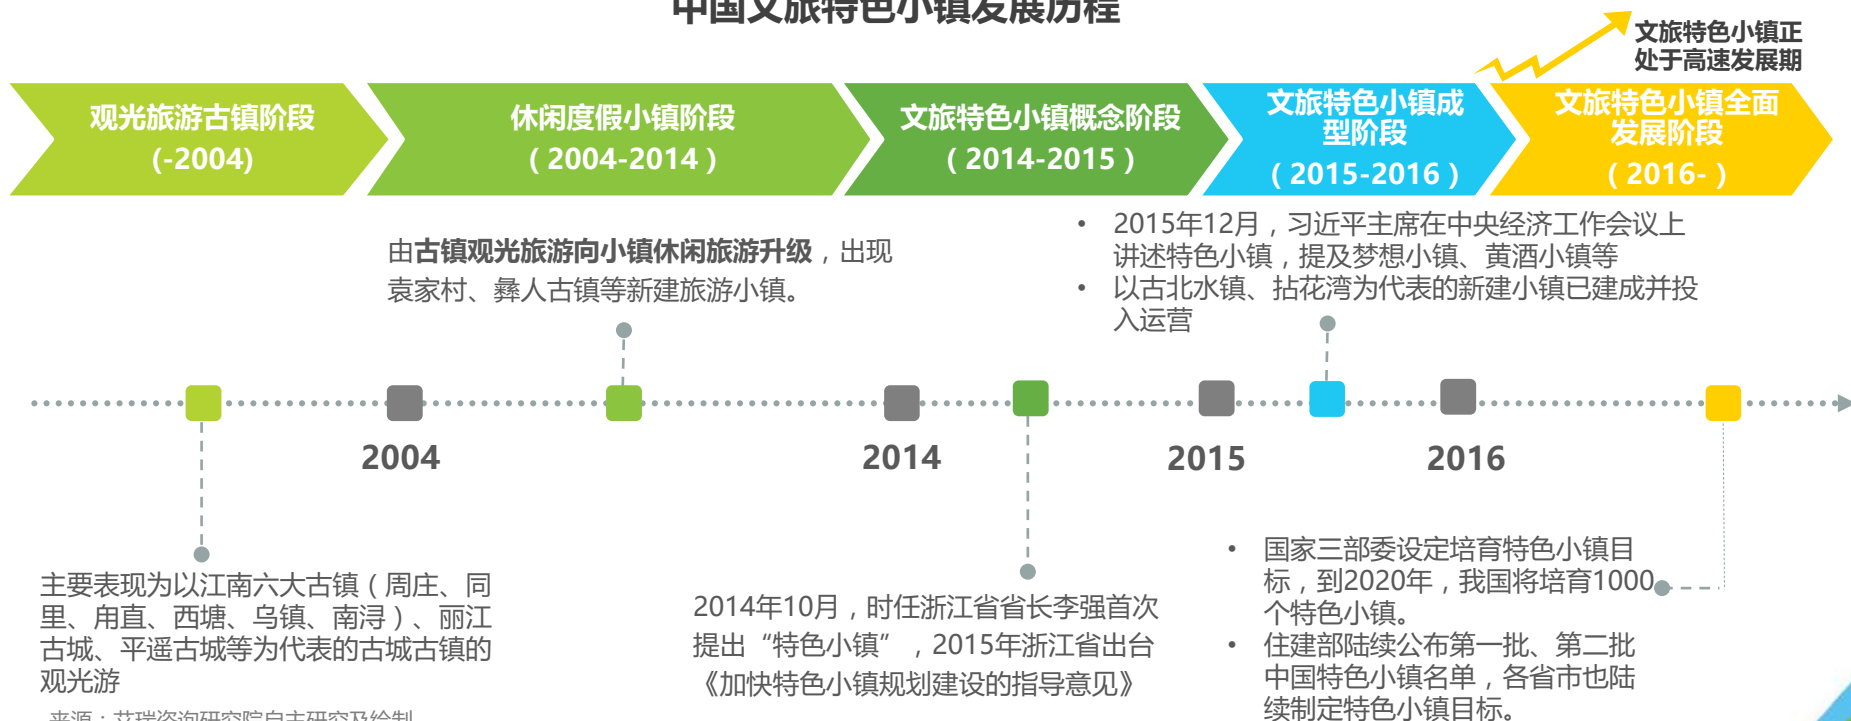 中国文旅特色小镇发展历程
文旅特色小镇正
处于高速发展期
观光旅游古镇阶段
(-2004)
休闲度假小镇阶段
（2004-2014）
文旅特色小镇概念阶段
（2014-2015）
文旅特色小镇成
型阶段
（2015-2016）
文旅特色小镇全面
发展阶段
（2016- ）
由古镇观光旅游向小镇休闲旅游升级，出现
袁家村、彝人古镇等新建旅游小镇。
• 2015年12月，习近平主席在中央经济工作会议上
讲述特色小镇，提及梦想小镇、黄酒小镇等
• 以古北水镇、拈花湾为代表的新建小镇已建成并投
入运营
2004
2014
2015
2016
主要表现为以江南六大古镇（周庄、同
里、甪直、西塘、乌镇、南浔）、丽江
古城、平遥古城等为代表的古城古镇的
观光游
2014年10月，时任浙江省省长李强首次
提出“特色小镇”，2015年浙江省出台
《加快特色小镇规划建设的指导意见》
• 国家三部委设定培育特色小镇目
标，到2020年，我国将培育1000
个特色小镇。
• 住建部陆续公布第一批、第二批
中国特色小镇名单，各省市也陆
续制定特色小镇目标。
来源：艾瑞咨询研究院自主研究及绘制